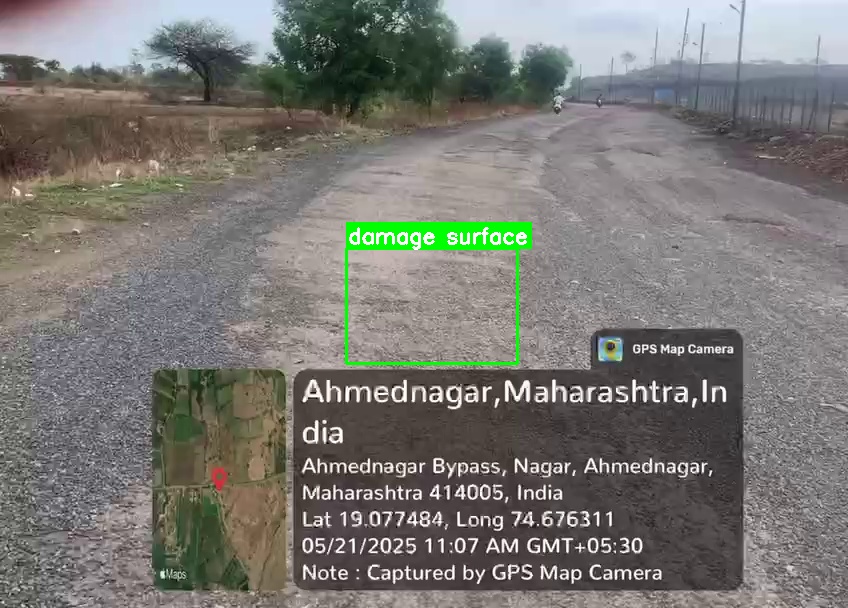 damage surface
GPS Map Camera
Ahmednagar,Maharashtra,In
dia
Ahmednagar Bypass, Nagar, Ahmednagar,
Maharashtra 414005, India
Lat 19.077484, Long 74.676311
05/21/2025 11:07 AM GMT+05:30
Note : Captured by GPS Map Camera
Maps